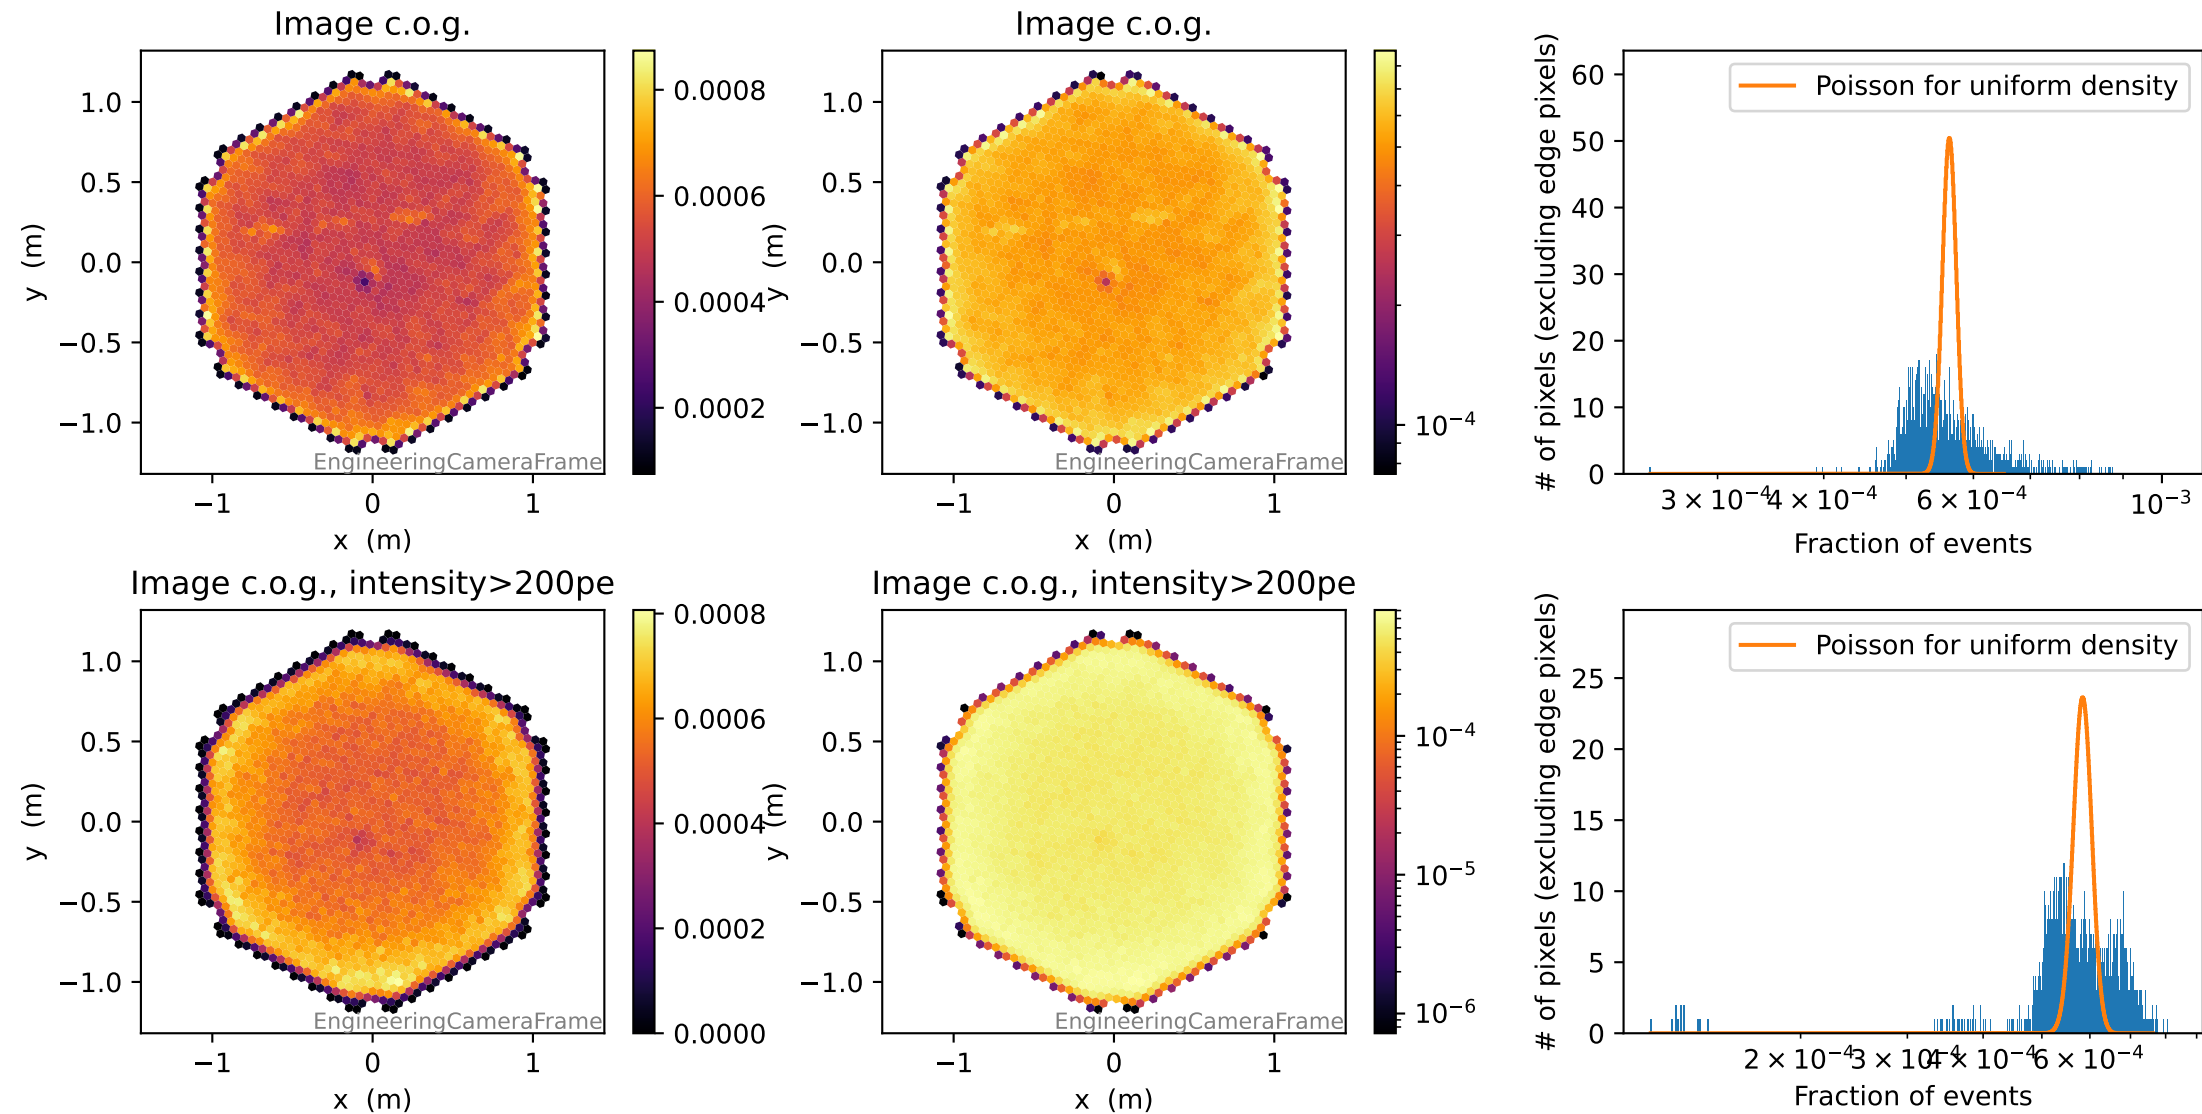 Image c.o.g.
1.0
0.5
0.0
−0.5
−1.0
y (m)
−1
0
1
x (m)
EngineeringCameraFrame
0.0008
0.0006
0.0004
0.0002
Image c.o.g.
1.0
0.5
0.0
−0.5
−1.0
y (m)
−1
0
1
x (m)
EngineeringCameraFrame
10⁻⁴
# of pixels (excluding edge pixels)
60
50
40
30
20
10
0
Poisson for uniform density
3 × 10⁻⁴
4 × 10⁻⁴
6 × 10⁻⁴
10⁻³
Fraction of events
Image c.o.g., intensity>200pe
1.0
0.5
0.0
−0.5
−1.0
y (m)
−1
0
1
x (m)
EngineeringCameraFrame
0.0008
0.0006
0.0004
0.0002
0.0000
Image c.o.g., intensity>200pe
1.0
0.5
0.0
−0.5
−1.0
y (m)
−1
0
1
x (m)
EngineeringCameraFrame
10⁻⁴
10⁻⁵
10⁻⁶
# of pixels (excluding edge pixels)
25
20
15
10
5
0
Poisson for uniform density
2 × 10⁻⁴
3 × 10⁻⁴
4 × 10⁻⁴
6 × 10⁻⁴
Fraction of events